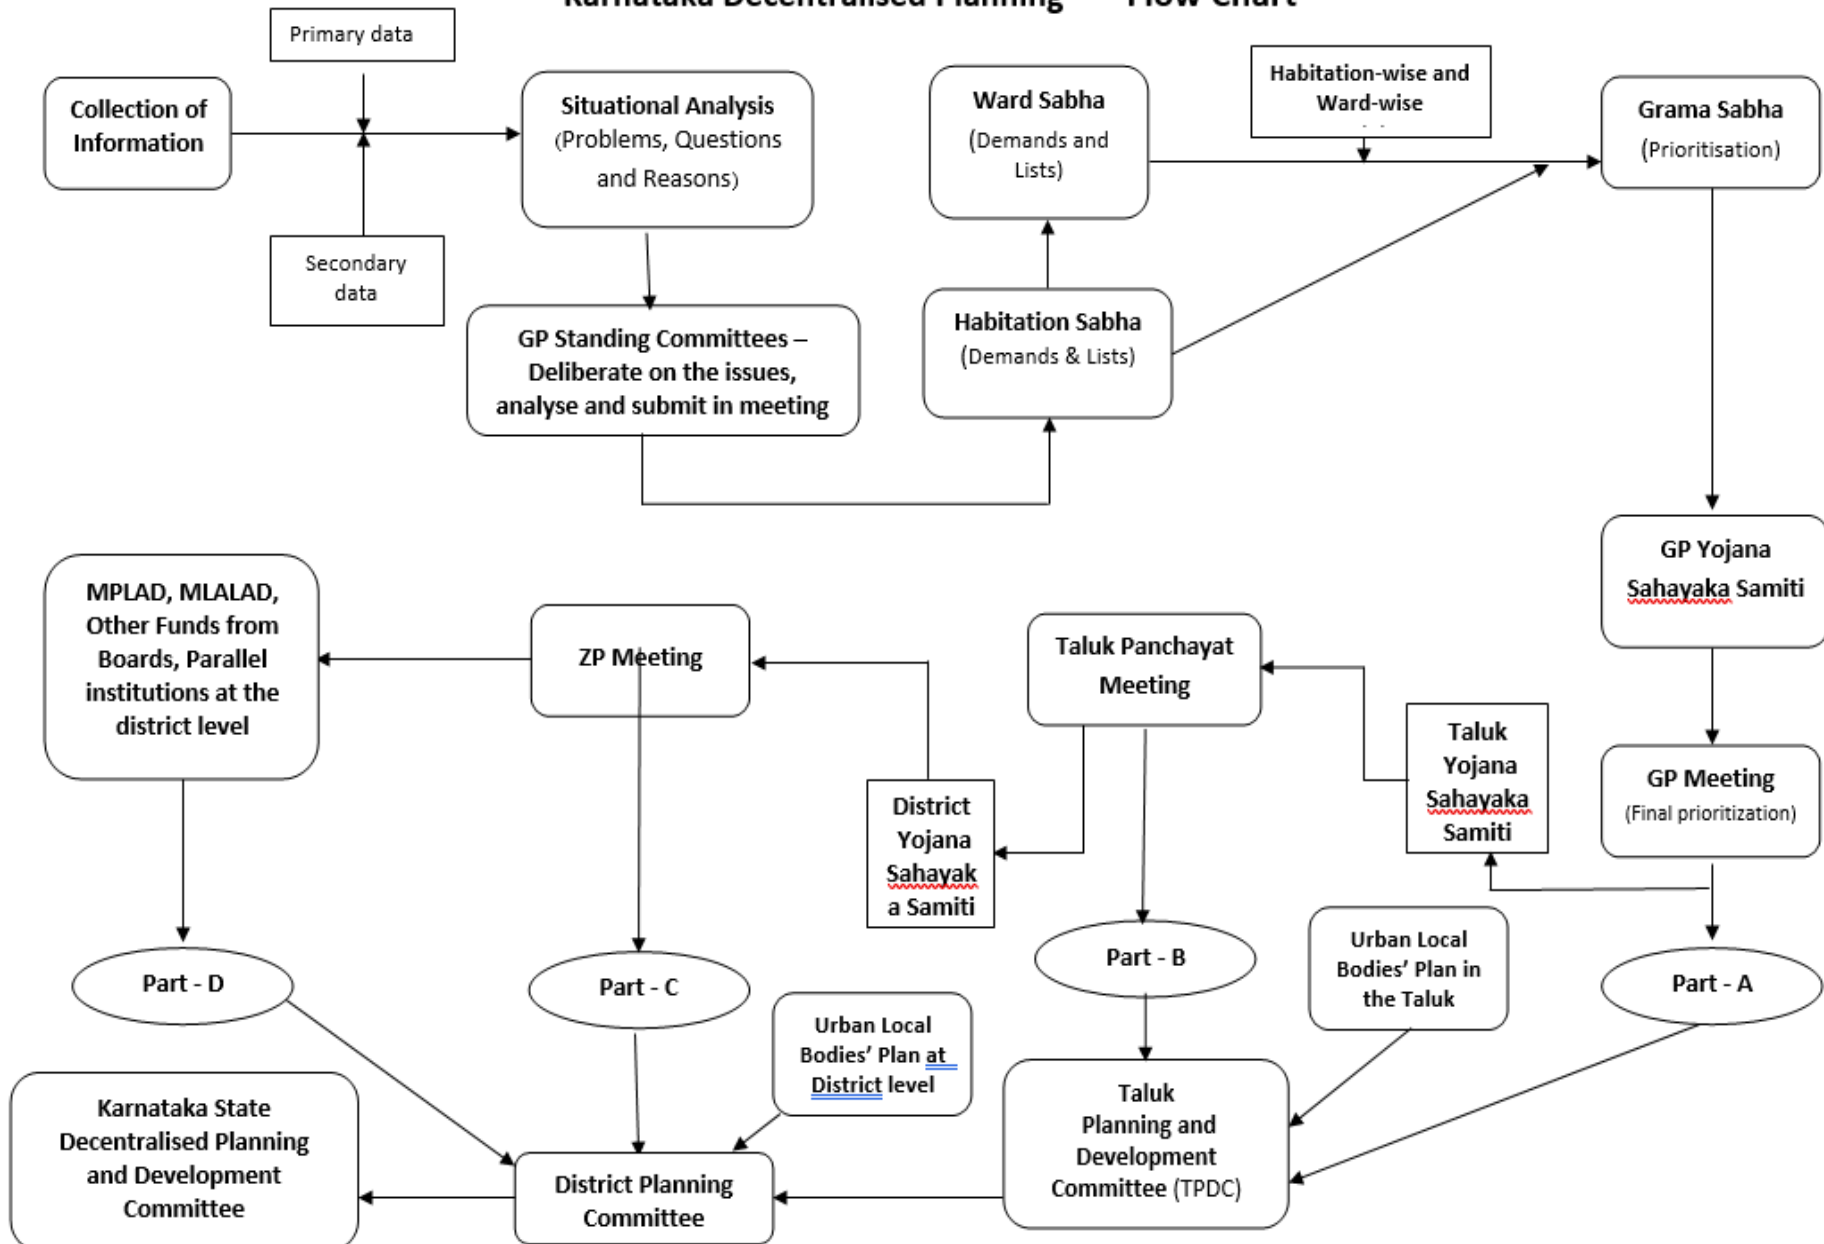 Karnataka Decentralised Planning Flow Chart
Primary data
Collection of
Information
Secondary
data
Situational Analysis
(Problems, Questions
and Reasons)
GP Standing Committees –
Deliberate on the issues,
analyse and submit in meeting
Ward Sabha
(Demands and
Lists)
Habitation Sabha
(Demands & Lists)
Habitation-wise and
Ward-wise
Grama Sabha
(Prioritisation)
GP Yojana
Sahayaka Samiti
GP Meeting
(Final prioritization)
Part - A
Taluk
Yojana
Sahayaka
Samiti
Taluk Panchayat
Meeting
Part - B
Urban Local
Bodies’ Plan in
the Taluk
Taluk
Planning and
Development
Committee (TPDC)
District
Yojana
Sahayak
a Samiti
ZP Meeting
Part - C
Urban Local
Bodies’ Plan at
District level
MPLAD, MLALAD,
Other Funds from
Boards, Parallel
institutions at the
district level
Part - D
District Planning
Committee
Karnataka State
Decentralised Planning
and Development
Committee